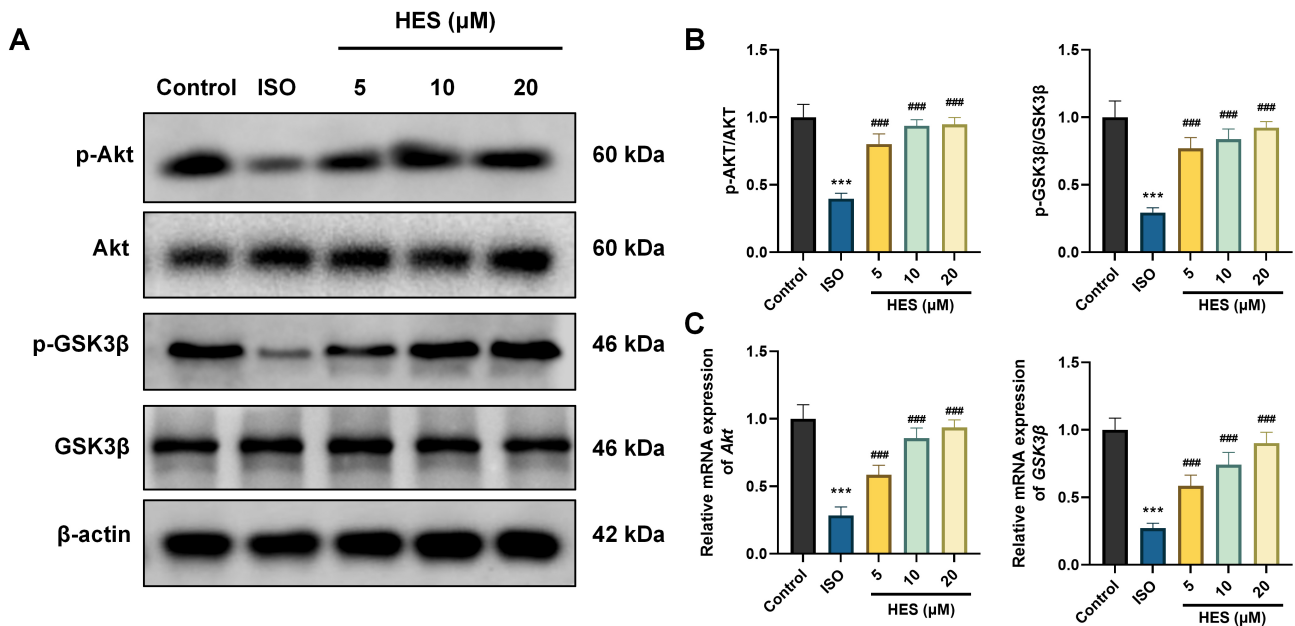 A
HES (μM)
Control ISO 5 10 20
p-Akt 60 kDa
Akt 60 kDa
p-GSK3β 46 kDa
GSK3β 46 kDa
β-actin 42 kDa
B
p-AKT/AKT
1.5
1.0
0.5
0.0
***
###
###
###
Control ISO 5 10 20
HES (μM)
p-GSK3β/GSK3β
1.5
1.0
0.5
0.0
***
###
###
###
Control ISO 5 10 20
HES (μM)
C
Relative mRNA expression
of Akt
1.5
1.0
0.5
0.0
***
###
###
###
Control ISO 5 10 20
HES (μM)
Relative mRNA expression
of GSK3β
1.5
1.0
0.5
0.0
***
###
###
###
Control ISO 5 10 20
HES (μM)